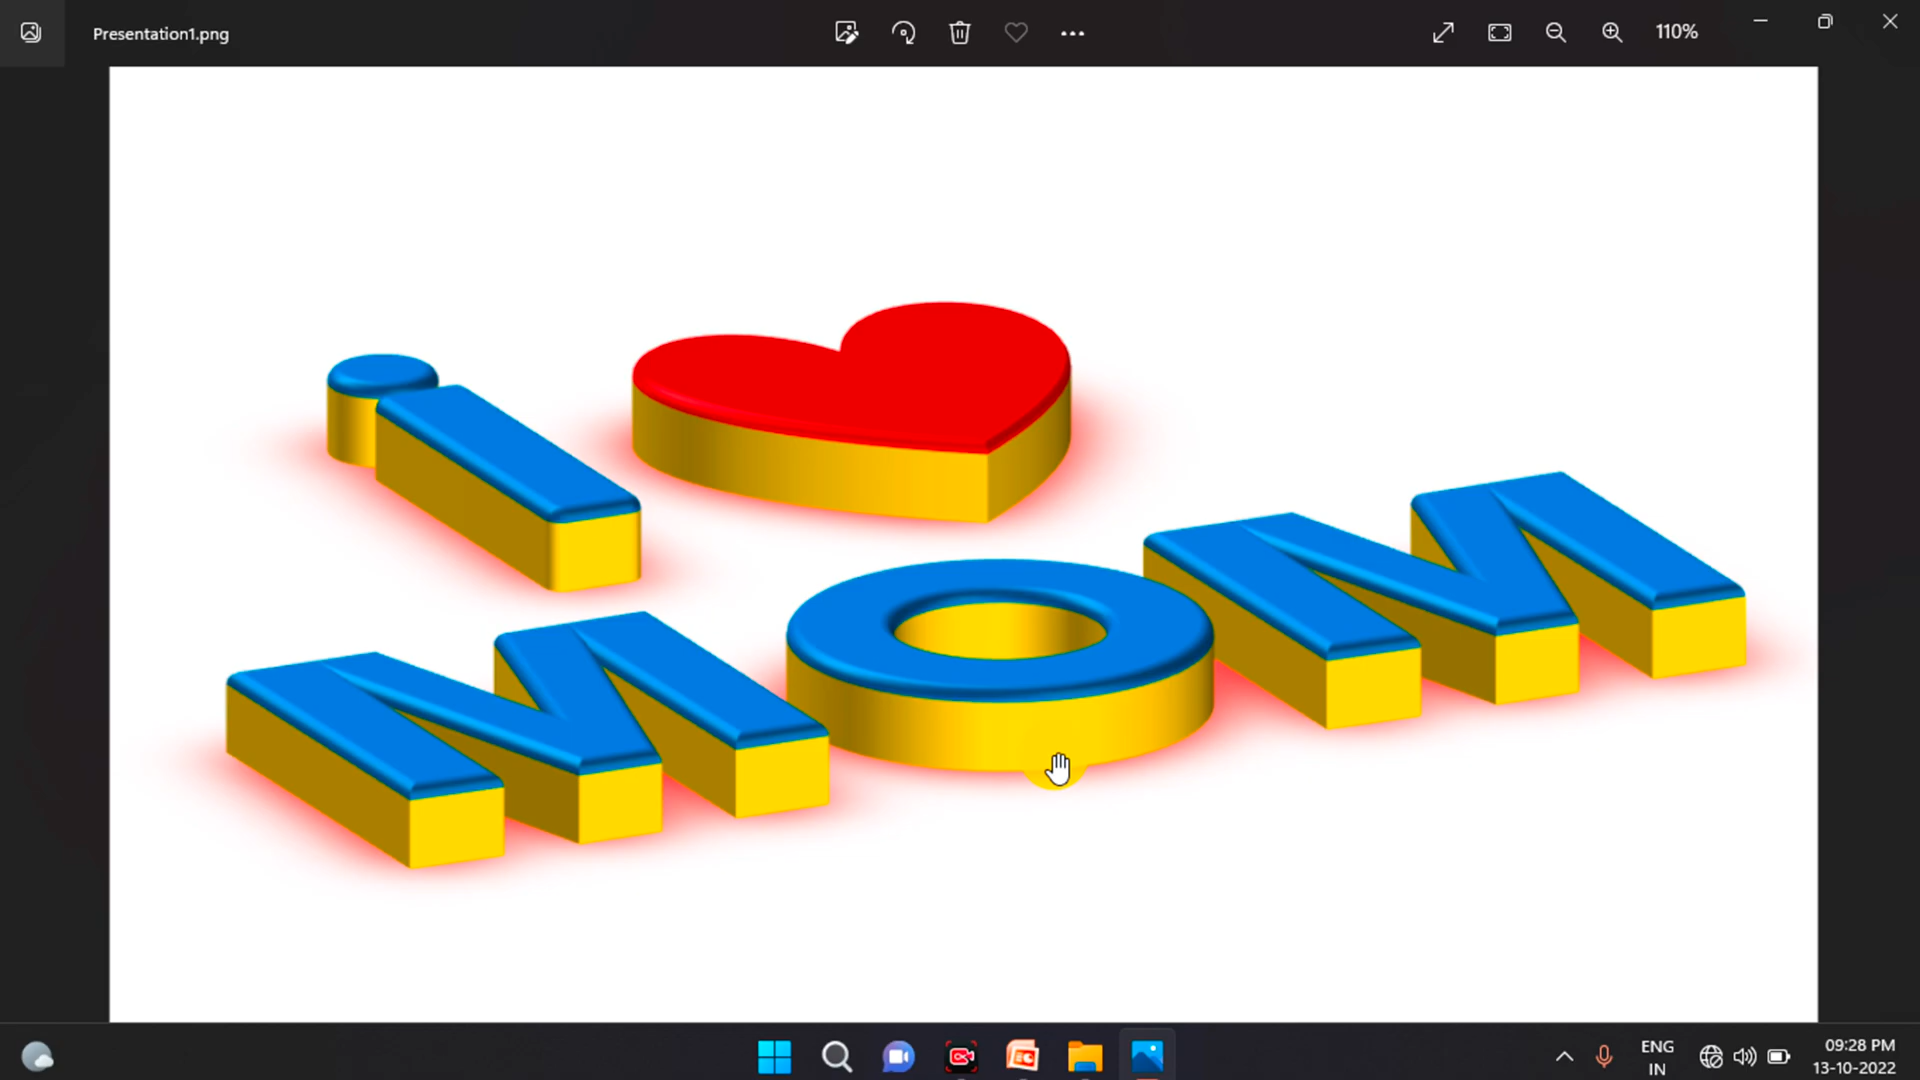 Presentation1.png
110%
i
MOM
ENG
IN
09:28 PM
13-10-2022